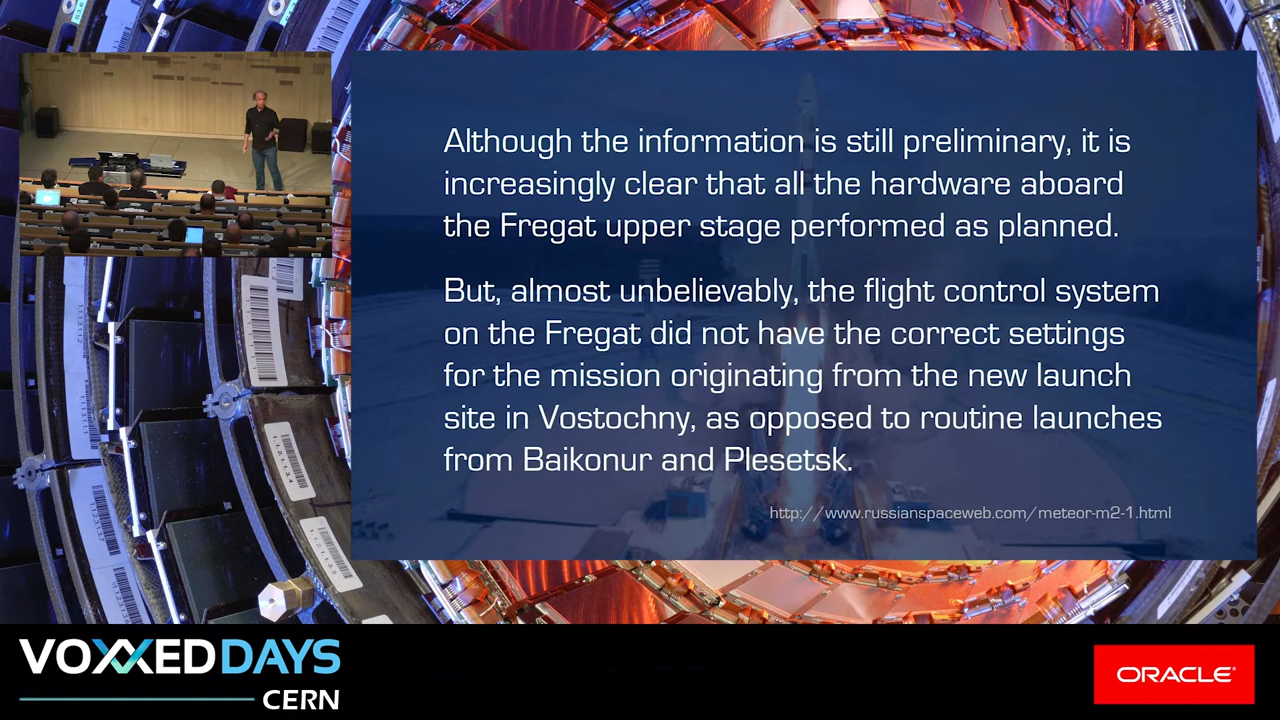 Although the information is still preliminary, it is
increasingly clear that all the hardware aboard
the Fregat upper stage performed as planned.
But, almost unbelievably, the flight control system
on the Fregat did not have the correct settings
for the mission originating from the new launch
site in Vostochny, as opposed to routine launches
from Baikonur and Plesetsk.
http://www.russianspaceweb.com/meteor-m2-1.html
VOXXED DAYS
CERN
ORACLE